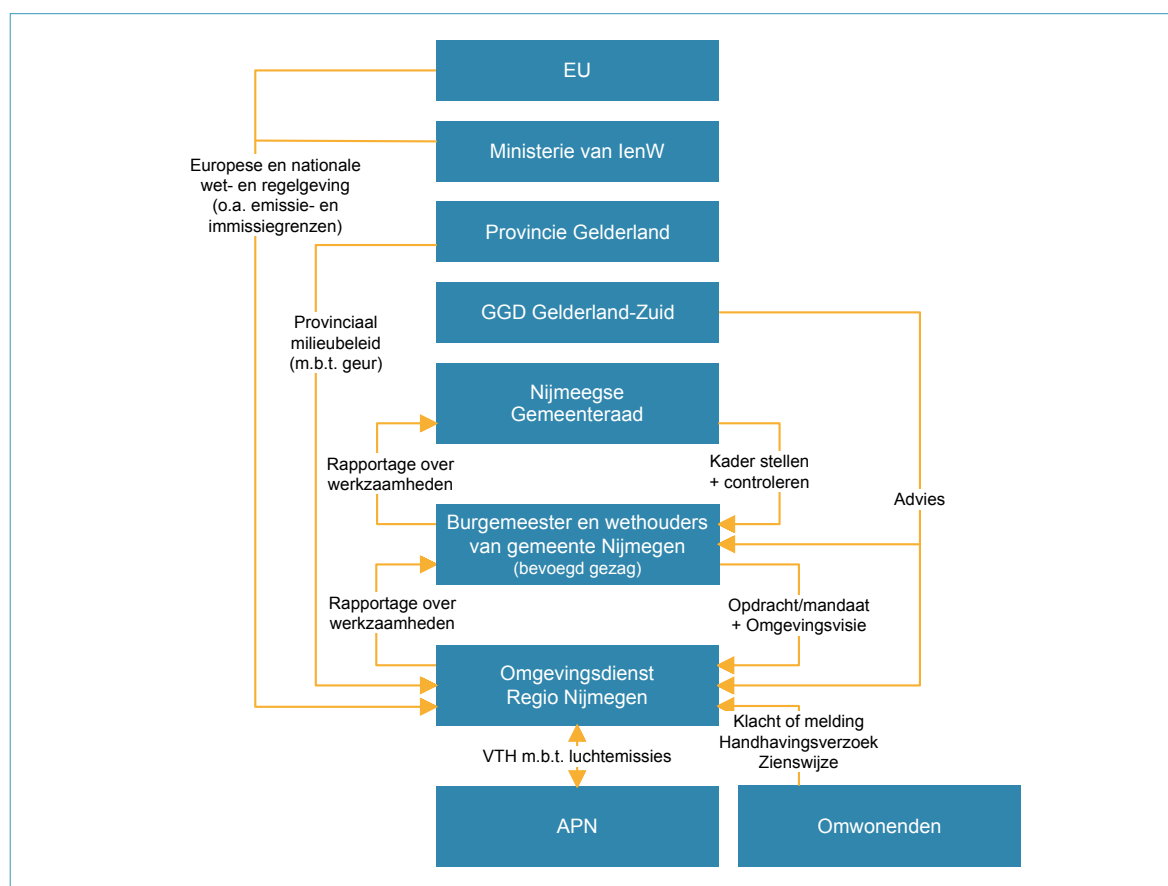 EU
Ministerie van IenW
Europese en nationale
wet- en regelgeving
(o.a. emissie- en
immissiegrenzen)
Provincie Gelderland
GGD Gelderland-Zuid
Provinciaal
milieubeleid
(m.b.t. geur)
Nijmeegse
Gemeenteraad
Rapportage over
werkzaamheden
Kader stellen
+ controleren
Advies
Burgemeester en wethouders
van gemeente Nijmegen
(bevoegd gezag)
Rapportage over
werkzaamheden
Opdracht/mandaat
+ Omgevingsvisie
Omgevingsdienst
Regio Nijmegen
Klacht of melding
Handhavingsverzoek
Zienswijze
VTH m.b.t. luchtemissies
APN
Omwonenden